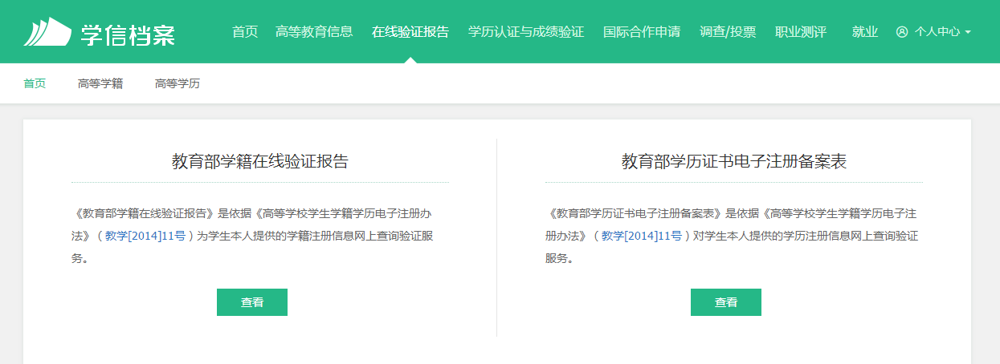 学信档案
首页 高等教育信息 在线验证报告 学历认证与成绩验证 国际合作申请 调查/投票 职业测评 就业 个人中心
首页 高等学籍 高等学历
教育部学籍在线验证报告
《教育部学籍在线验证报告》是依据《高等学校学生学籍学历电子注册办
法》（教学[2014]11号）为学生本人提供的学籍注册信息网上查询验证服
务。
查看
教育部学历证书电子注册备案表
《教育部学历证书电子注册备案表》是依据《高等学校学生学籍学历电子注
册办法》（教学[2014]11号）对学生本人提供的学历注册信息网上查询验证
服务。
查看